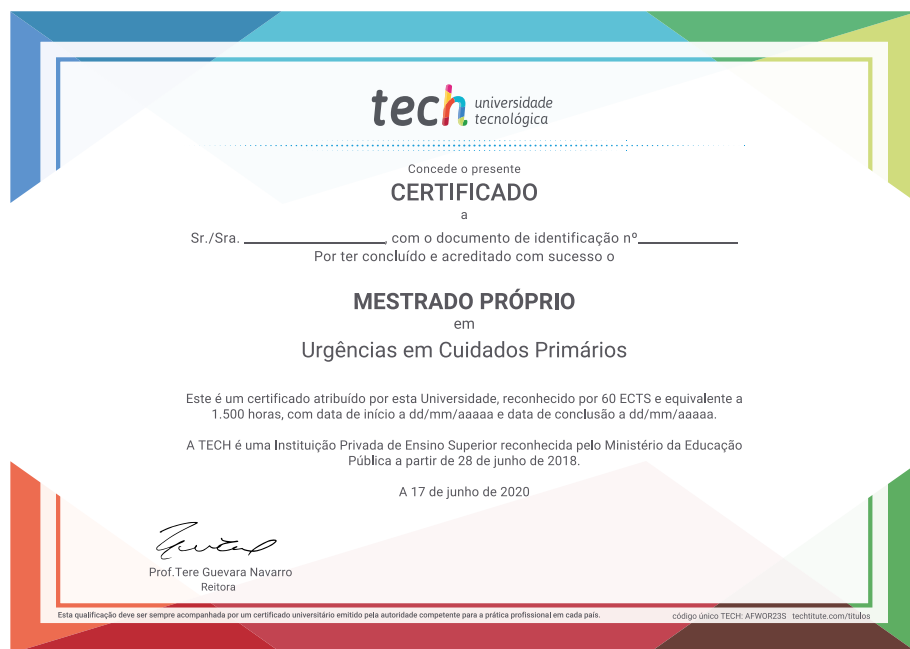 tech universidade
tecnológica
Concede o presente
CERTIFICADO
a
Sr./Sra. ________________, com o documento de identificação nº____________
Por ter concluído e acreditado com sucesso o
MESTRADO PRÓPRIO
em
Urgências em Cuidados Primários
Este é um certificado atribuído por esta Universidade, reconhecido por 60 ECTS e equivalente a
1.500 horas, com data de início a dd/mm/aaaaa e data de conclusão a dd/mm/aaaaa.
A TECH é uma Instituição Privada de Ensino Superior reconhecida pelo Ministério da Educação
Pública a partir de 28 de junho de 2018.
A 17 de junho de 2020
Prof.Tere Guevara Navarro
Reitora
Esta qualificação deve ser sempre acompanhada por um certificado universitário emitido pela autoridade competente para a prática profissional em cada país.
código único TECH: AFWOR23S techtitute.com/titulos